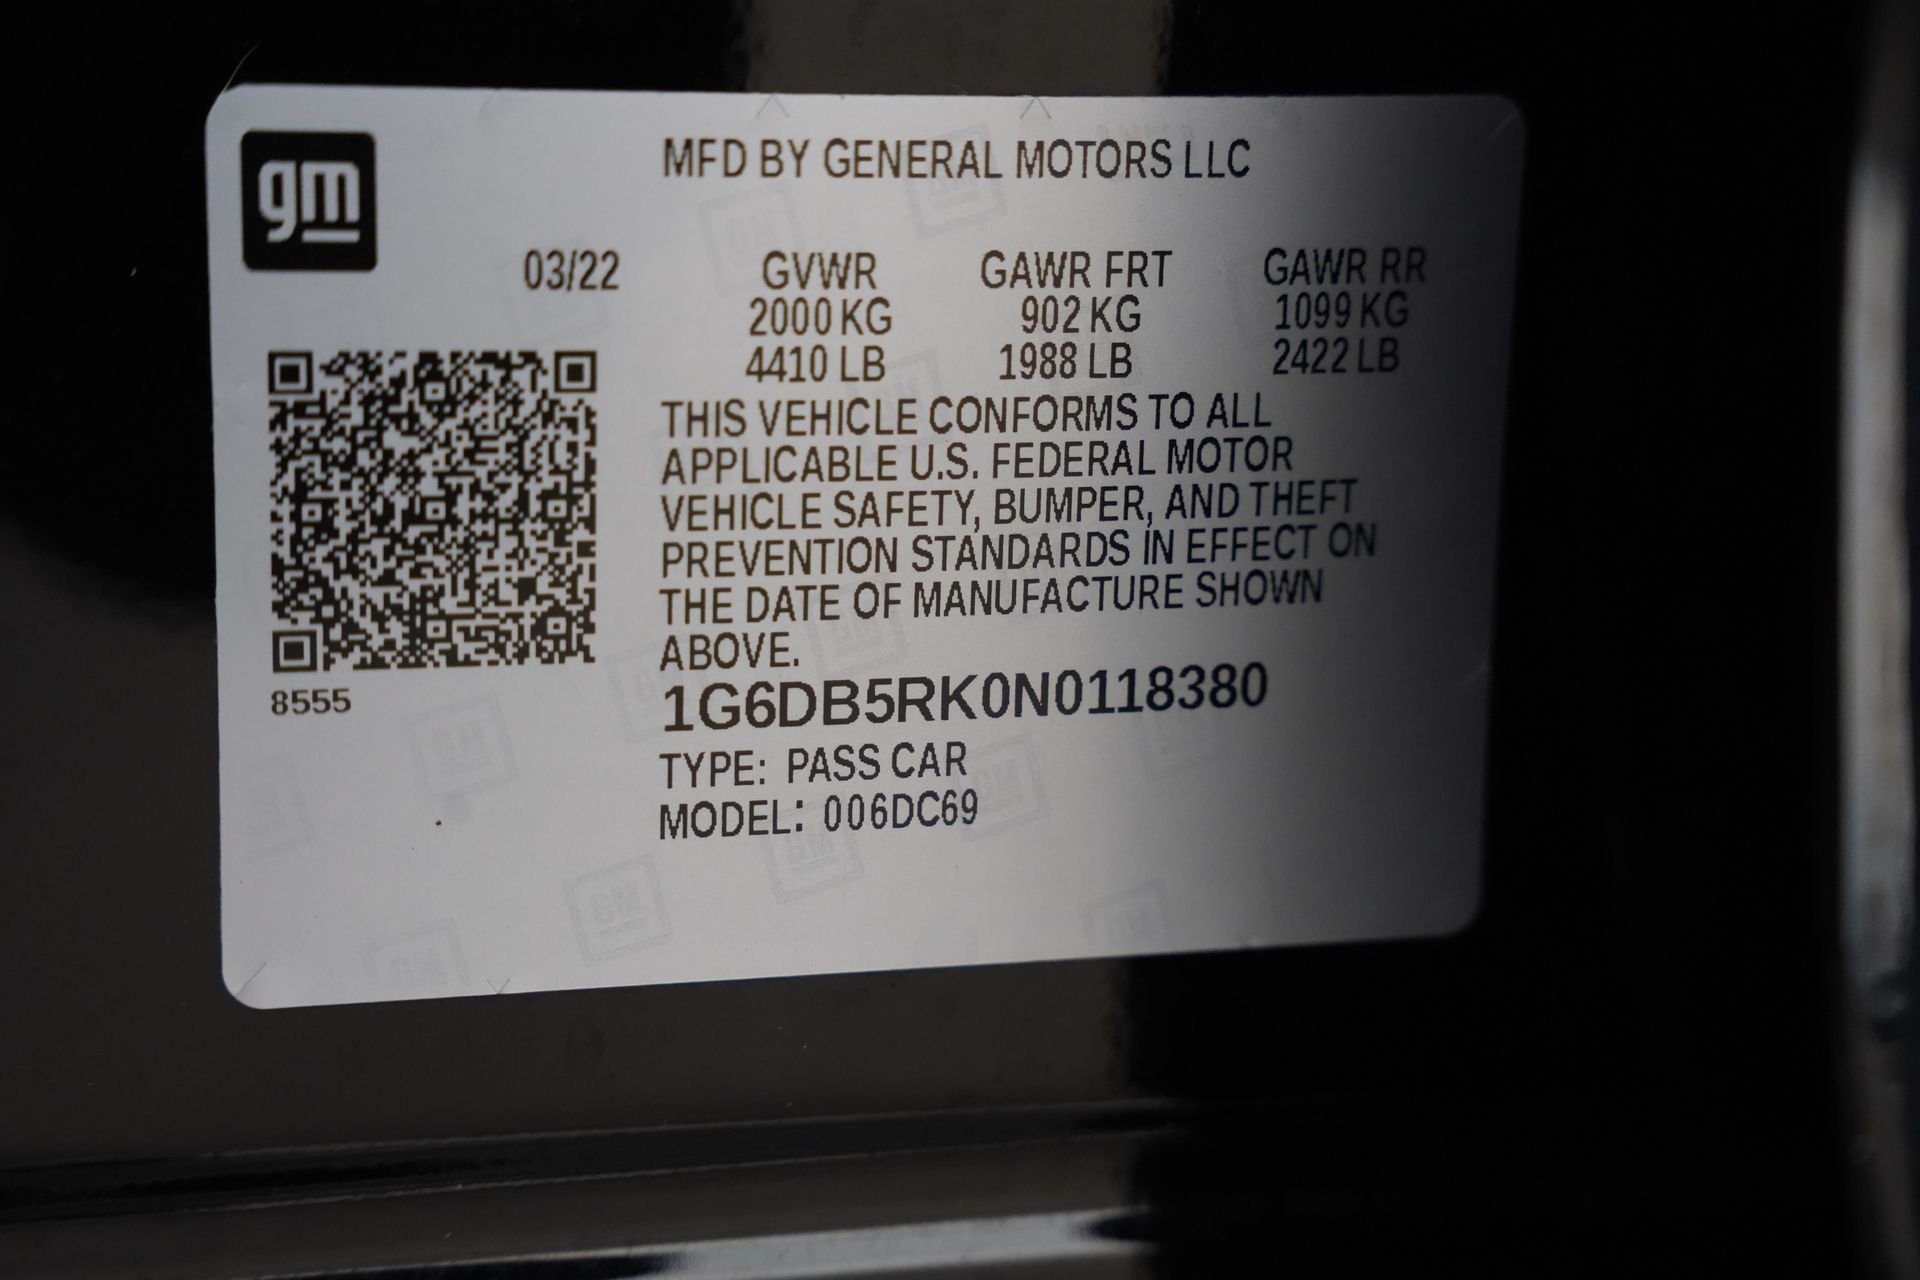 gm
MFD BY GENERAL MOTORS LLC
03/22 GVWR GAWR FRT GAWR RR
2000 KG 902 KG 1099 KG
4410 LB 1988 LB 2422 LB
THIS VEHICLE CONFORMS TO ALL
APPLICABLE U.S. FEDERAL MOTOR
VEHICLE SAFETY, BUMPER, AND THEFT
PREVENTION STANDARDS IN EFFECT ON
THE DATE OF MANUFACTURE SHOWN
ABOVE.
8555
1G6DB5RK0N0118380
TYPE: PASS CAR
MODEL: 006DC69